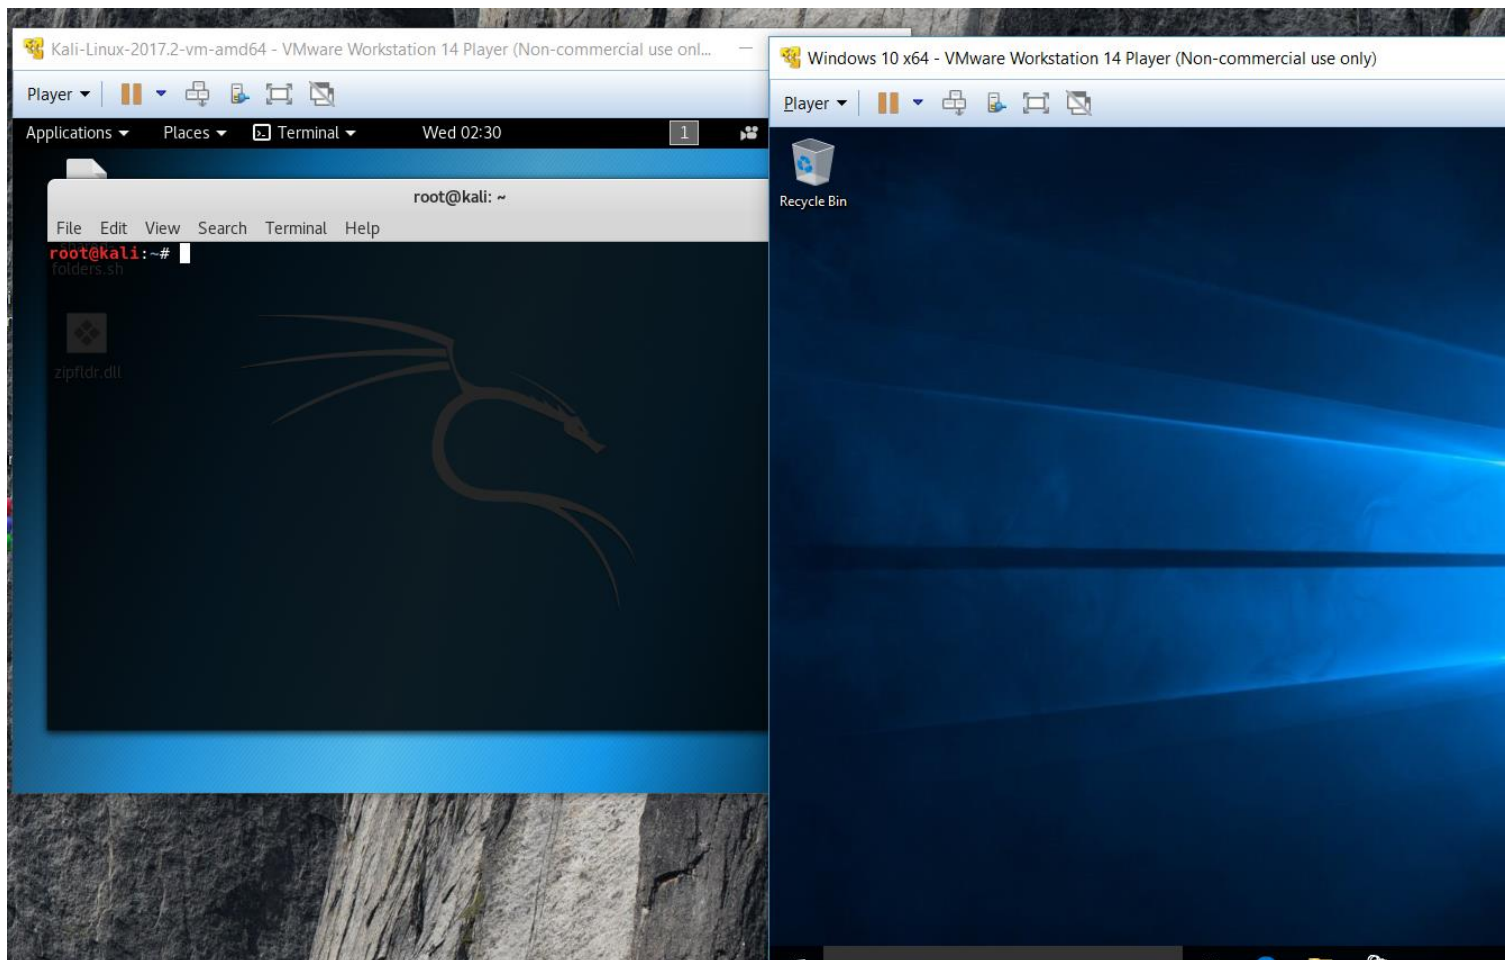 Kali-Linux-2017.2-vm-amd64 - VMware Workstation 14 Player (Non-commercial use onl...
Player
Applications Places Terminal Wed 02:30 1
root@kali: ~
File Edit View Search Terminal Help
root@kali:~#
folders.sh
zipfldr.dll
Windows 10 x64 - VMware Workstation 14 Player (Non-commercial use only)
Player
Recycle Bin